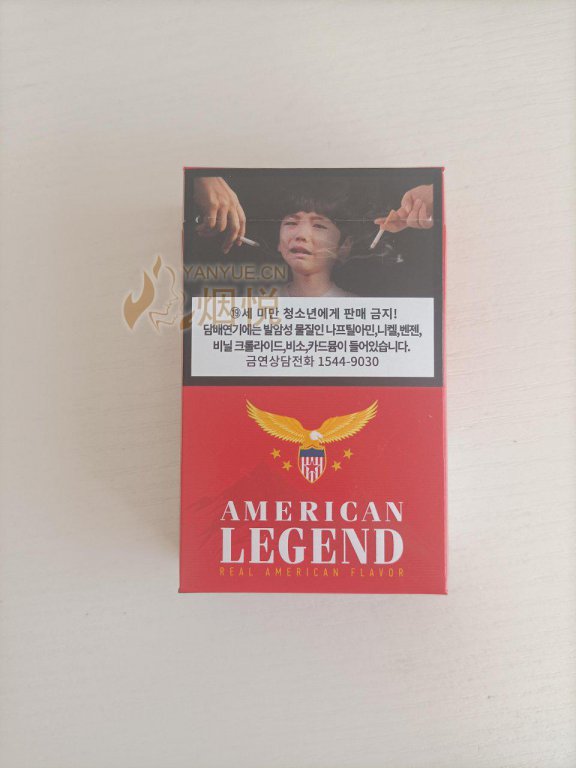 YANYUE.CN
烟悦
⑲세 미만 청소년에게 판매 금지!
담배연기에는 발암성 물질인 나프틸아민,니켈,벤젠,
비닐 크롤라이드,비소,카드뮴이 들어있습니다.
금연상담전화 1544-9030
AMERICAN
LEGEND
REAL AMERICAN FLAVOR